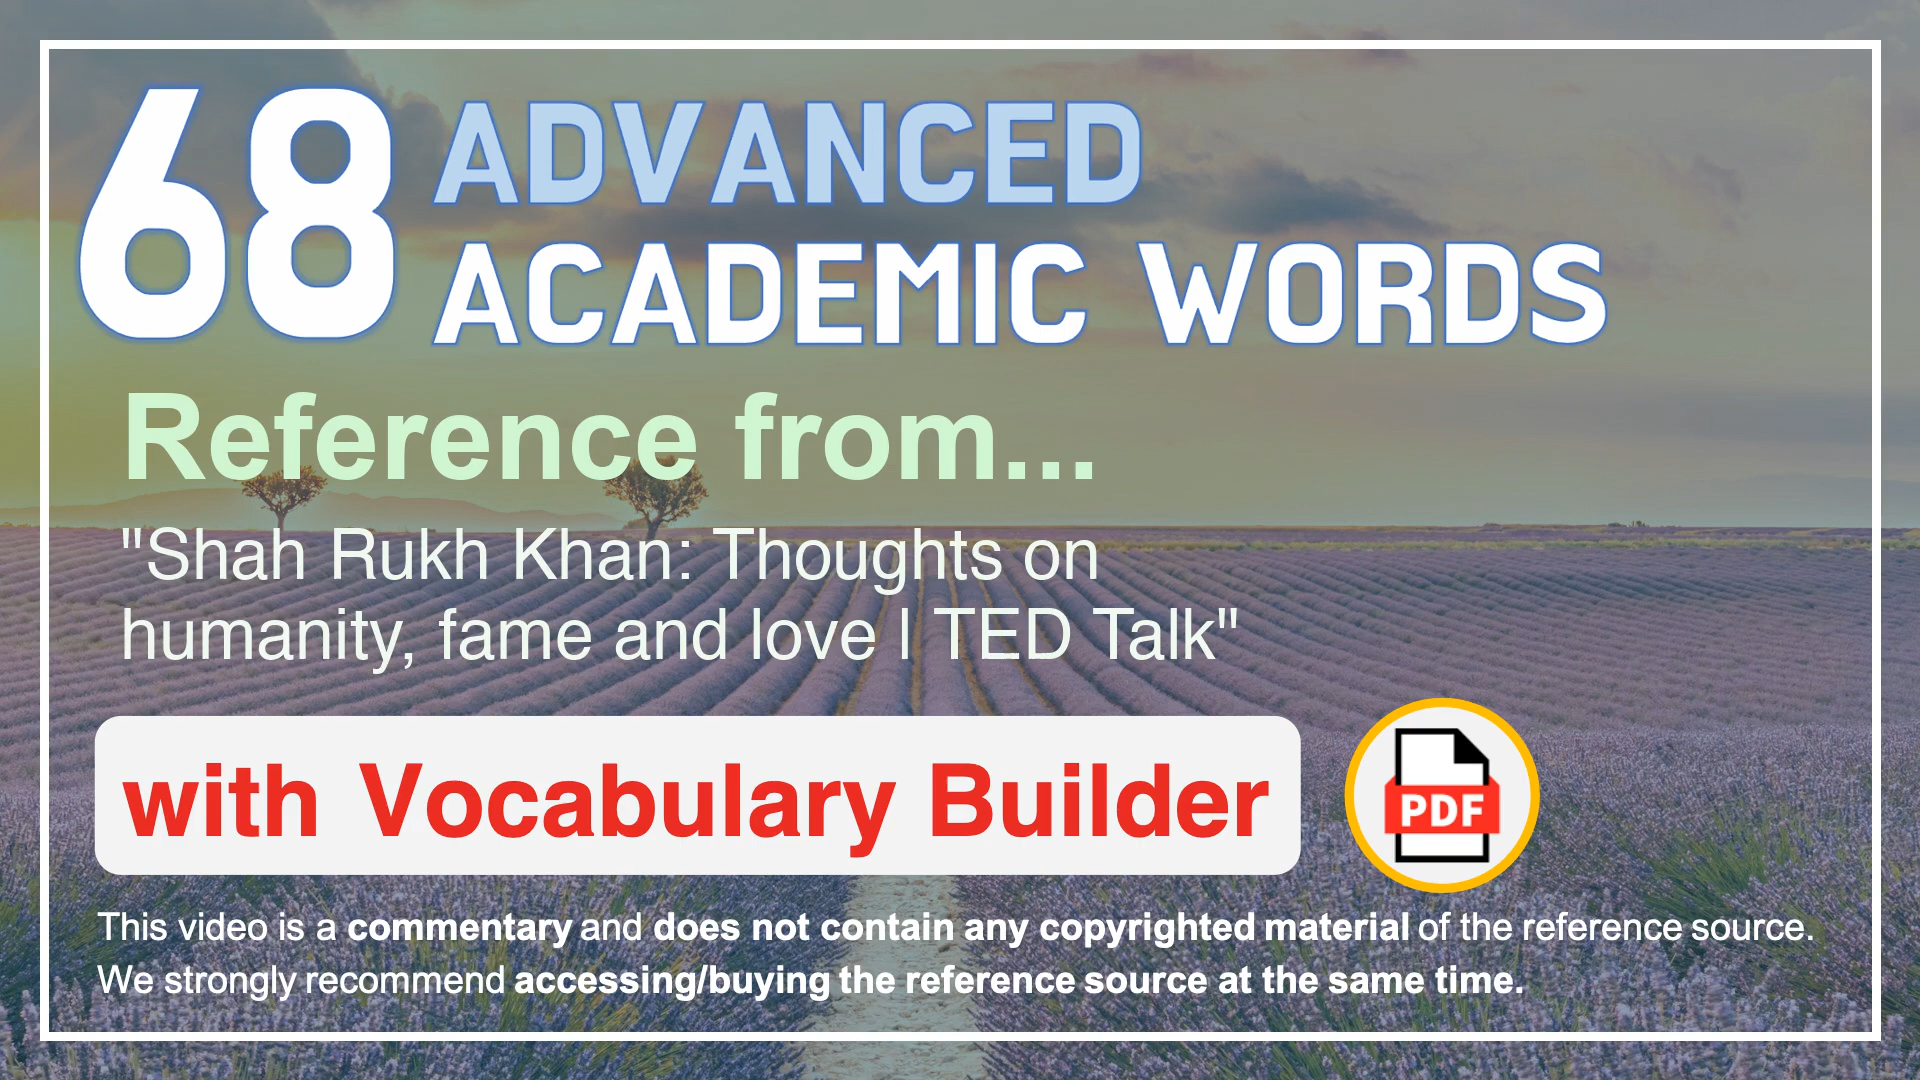 68 ADVANCED
ACADEMIC WORDS
Reference from...
"Shah Rukh Khan: Thoughts on
humanity, fame and love | TED Talk"
with Vocabulary Builder
PDF
This video is a commentary and does not contain any copyrighted material of the reference source.
We strongly recommend accessing/buying the reference source at the same time.